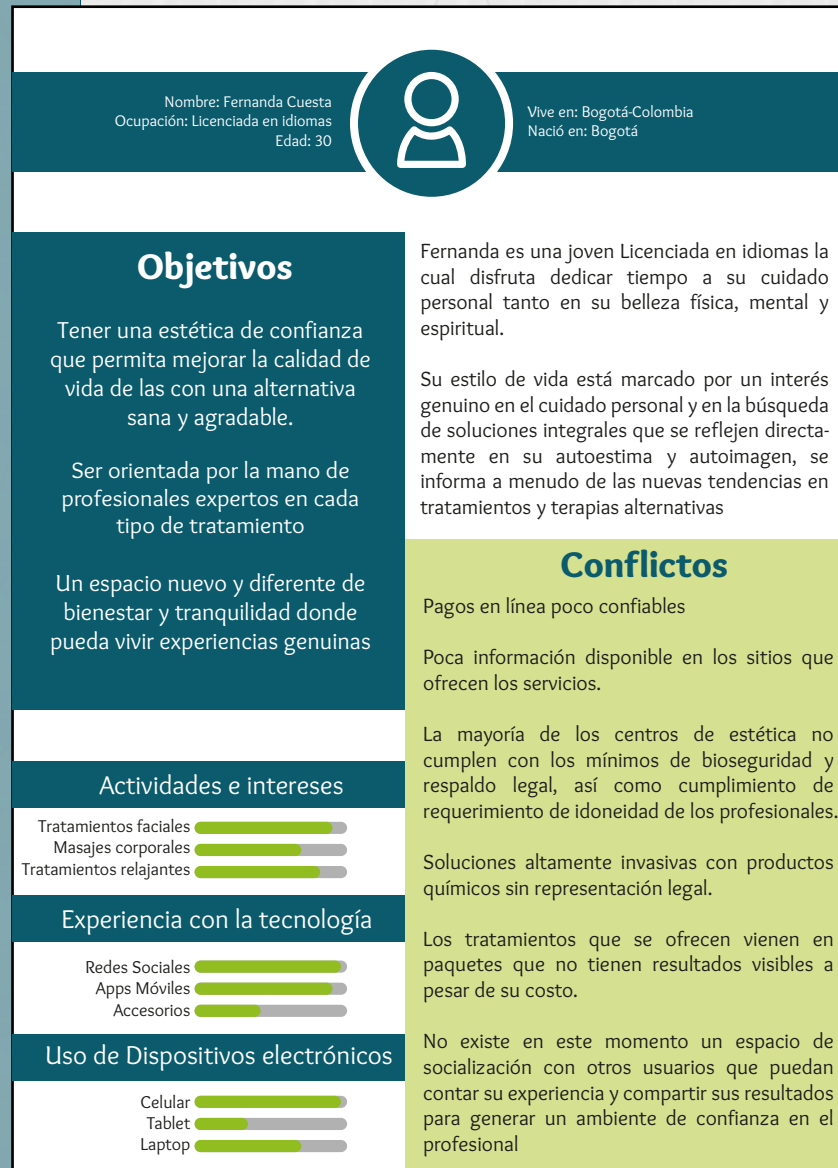 Nombre: Fernanda Cuesta
Ocupación: Licenciada en idiomas
Edad: 30
Vive en: Bogotá-Colombia
Nació en: Bogotá
Objetivos
Tener una estética de confianza
que permita mejorar la calidad de
vida de las con una alternativa
sana y agradable.
Ser orientada por la mano de
profesionales expertos en cada
tipo de tratamiento
Un espacio nuevo y diferente de
bienestar y tranquilidad donde
pueda vivir experiencias genuinas
Fernanda es una joven Licenciada en idiomas la
cual disfruta dedicar tiempo a su cuidado
personal tanto en su belleza física, mental y
espiritual.
Su estilo de vida está marcado por un interés
genuino en el cuidado personal y en la búsqueda
de soluciones integrales que se reflejen directa-
mente en su autoestima y autoimagen, se
informa a menudo de las nuevas tendencias en
tratamientos y terapias alternativas
Conflictos
Pagos en línea poco confiables
Poca información disponible en los sitios que
ofrecen los servicios.
La mayoría de los centros de estética no
cumplen con los mínimos de bioseguridad y
respaldo legal, así como cumplimiento de
requerimiento de idoneidad de los profesionales.
Soluciones altamente invasivas con productos
químicos sin representación legal.
Los tratamientos que se ofrecen vienen en
paquetes que no tienen resultados visibles a
pesar de su costo.
No existe en este momento un espacio de
socialización con otros usuarios que puedan
contar su experiencia y compartir sus resultados
para generar un ambiente de confianza en el
profesional
Actividades e intereses
Tratamientos faciales
Masajes corporales
Tratamientos relajantes
Experiencia con la tecnología
Redes Sociales
Apps Móviles
Accesorios
Uso de Dispositivos electrónicos
Celular
Tablet
Laptop